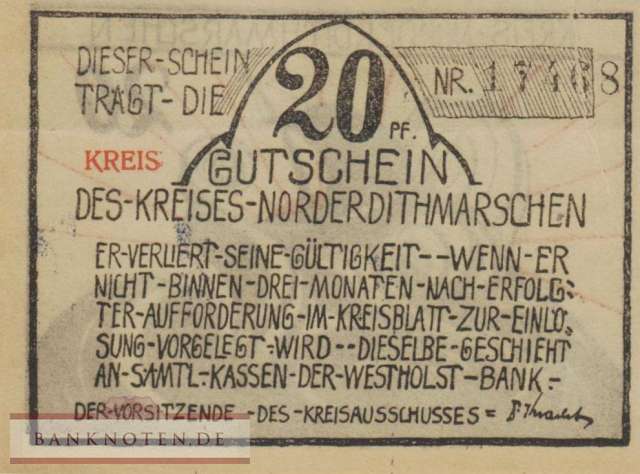 DIESER-SCHEIN
TRÄGT-DIE
20
PF.
NR. 17468
KREIS
GUTSCHEIN
DES-KREISES-NORDERDITHMARSCHEN
ER-VERLIERT-SEINE-GÜLTIGKEIT--WENN-ER
NICHT-BINNEN-DREI-MONATEN-NACH-ERFOLG-
TER-AUFFORDERUNG-IM-KREISBLATT-ZUR-EINLÖ-
SUNG-VORGELEGT-WIRD--DIESELBE-GESCHIEHT
AN-SÄMTL.-KASSEN-DER-WESTHOLST-BANK.-
DER-VORSITZENDE-DES-KREISAUSSCHUSSES=
BANKNOTEN.DE